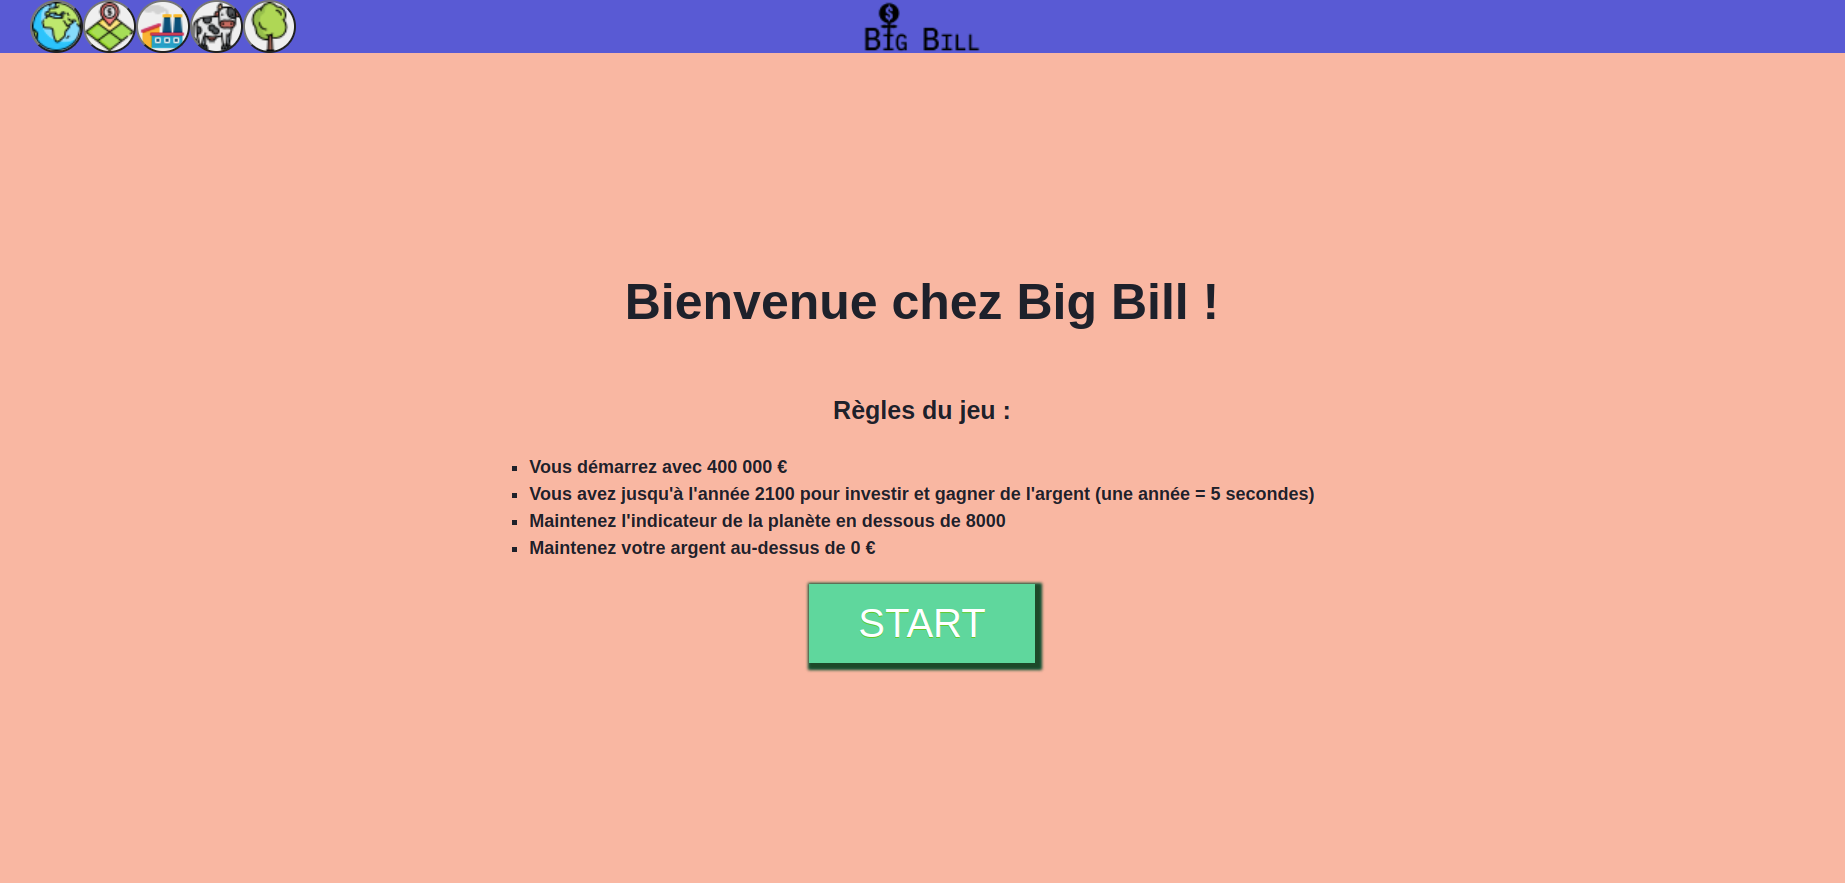 Big Bill
Bienvenue chez Big Bill !
Règles du jeu :
Vous démarrez avec 400 000 €
Vous avez jusqu'à l'année 2100 pour investir et gagner de l'argent (une année = 5 secondes)
Maintenez l'indicateur de la planète en dessous de 8000
Maintenez votre argent au-dessus de 0 €
START